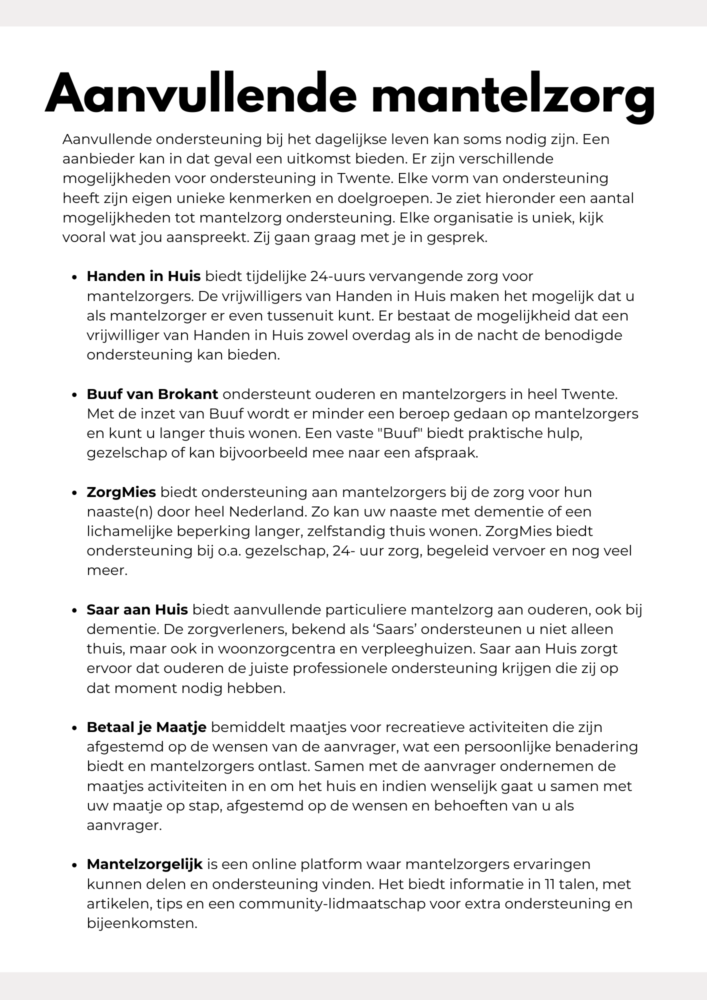 Aanvullende mantelzorg
Aanvullende ondersteuning bij het dagelijkse leven kan soms nodig zijn. Een
aanbieder kan in dat geval een uitkomst bieden. Er zijn verschillende
mogelijkheden voor ondersteuning in Twente. Elke vorm van ondersteuning
heeft zijn eigen unieke kenmerken en doelgroepen. Je ziet hieronder een aantal
mogelijkheden tot mantelzorg ondersteuning. Elke organisatie is uniek, kijk
vooral wat jou aanspreekt. Zij gaan graag met je in gesprek.
• Handen in Huis biedt tijdelijke 24-uurs vervangende zorg voor
mantelzorgers. De vrijwilligers van Handen in Huis maken het mogelijk dat u
als mantelzorger er even tussenuit kunt. Er bestaat de mogelijkheid dat een
vrijwilliger van Handen in Huis zowel overdag als in de nacht de benodigde
ondersteuning kan bieden.
• Buuf van Brokant ondersteunt ouderen en mantelzorgers in heel Twente.
Met de inzet van Buuf wordt er minder een beroep gedaan op mantelzorgers
en kunt u langer thuis wonen. Een vaste "Buuf" biedt praktische hulp,
gezelschap of kan bijvoorbeeld mee naar een afspraak.
• ZorgMies biedt ondersteuning aan mantelzorgers bij de zorg voor hun
naaste(n) door heel Nederland. Zo kan uw naaste met dementie of een
lichamelijke beperking langer, zelfstandig thuis wonen. ZorgMies biedt
ondersteuning bij o.a. gezelschap, 24- uur zorg, begeleid vervoer en nog veel
meer.
• Saar aan Huis biedt aanvullende particuliere mantelzorg aan ouderen, ook bij
dementie. De zorgverleners, bekend als ‘Saars’ ondersteunen u niet alleen
thuis, maar ook in woonzorgcentra en verpleeghuizen. Saar aan Huis zorgt
ervoor dat ouderen de juiste professionele ondersteuning krijgen die zij op
dat moment nodig hebben.
• Betaal je Maatje bemiddelt maatjes voor recreatieve activiteiten die zijn
afgestemd op de wensen van de aanvrager, wat een persoonlijke benadering
biedt en mantelzorgers ontlast. Samen met de aanvrager ondernemen de
maatjes activiteiten in en om het huis en indien wenselijk gaat u samen met
uw maatje op stap, afgestemd op de wensen en behoeften van u als
aanvrager.
• Mantelzorgelijk is een online platform waar mantelzorgers ervaringen
kunnen delen en ondersteuning vinden. Het biedt informatie in 11 talen, met
artikelen, tips en een community-lidmaatschap voor extra ondersteuning en
bijeenkomsten.